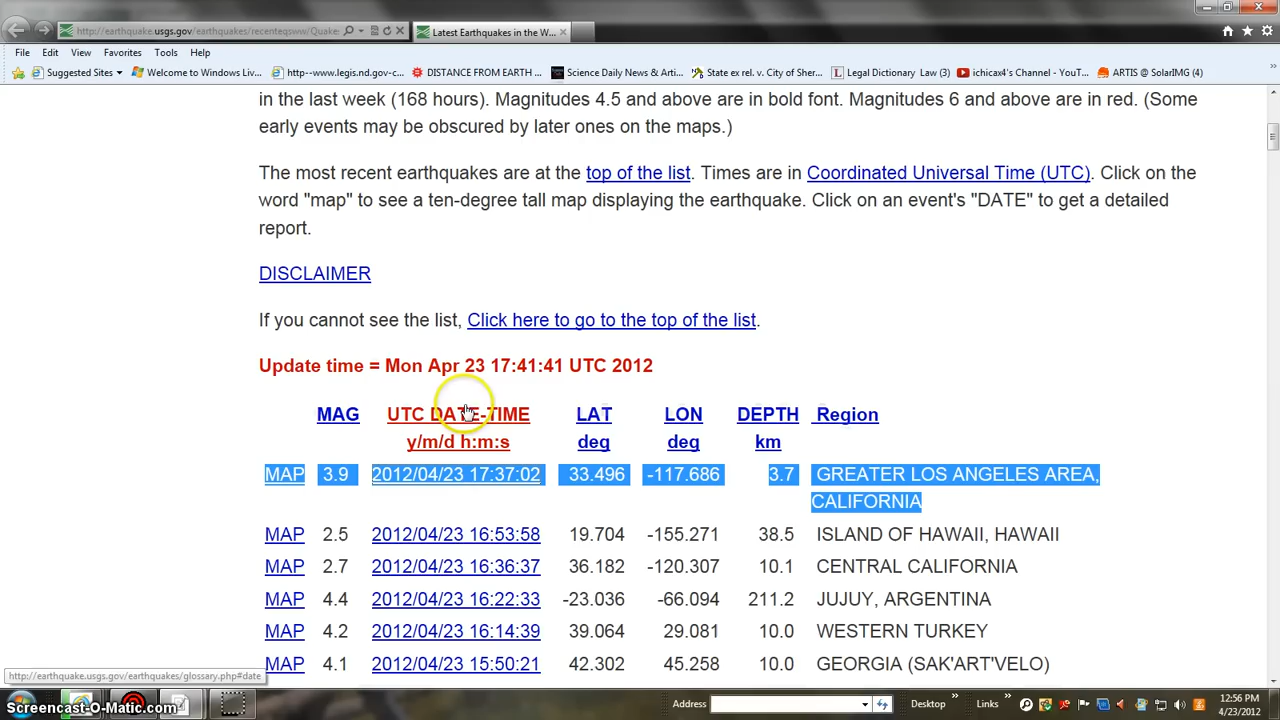 http://earthquake.usgs.gov/earthquakes/recenteqsww/Quake
Latest Earthquakes in the W...
File Edit View Favorites Tools Help
Suggested Sites Welcome to Windows Liv... http--www.legis.nd.gov-c... DISTANCE FROM EARTH ... Science Daily News & Arti... State ex rel. v. City of Sher... Legal Dictionary Law (3) ichicax4's Channel - YouT... ARTIS @ SolarIMG (4)
in the last week (168 hours). Magnitudes 4.5 and above are in bold font. Magnitudes 6 and above are in red. (Some
early events may be obscured by later ones on the maps.)
The most recent earthquakes are at the top of the list. Times are in Coordinated Universal Time (UTC). Click on the
word "map" to see a ten-degree tall map displaying the earthquake. Click on an event's "DATE" to get a detailed
report.
DISCLAIMER
If you cannot see the list, Click here to go to the top of the list.
Update time = Mon Apr 23 17:41:41 UTC 2012
MAG UTC DATE-TIME LAT LON DEPTH Region
y/m/d h:m:s deg deg km
MAP 3.9 2012/04/23 17:37:02 33.496 -117.686 3.7 GREATER LOS ANGELES AREA,
CALIFORNIA
MAP 2.5 2012/04/23 16:53:58 19.704 -155.271 38.5 ISLAND OF HAWAII, HAWAII
MAP 2.7 2012/04/23 16:36:37 36.182 -120.307 10.1 CENTRAL CALIFORNIA
MAP 4.4 2012/04/23 16:22:33 -23.036 -66.094 211.2 JUJUY, ARGENTINA
MAP 4.2 2012/04/23 16:14:39 39.064 29.081 10.0 WESTERN TURKEY
MAP 4.1 2012/04/23 15:50:21 42.302 45.258 10.0 GEORGIA (SAK'ART'VELO)
http://earthquake.usgs.gov/earthquakes/glossary.php#date
Screencast-O-Matic.com
Address Desktop Links 12:56 PM
4/23/2012